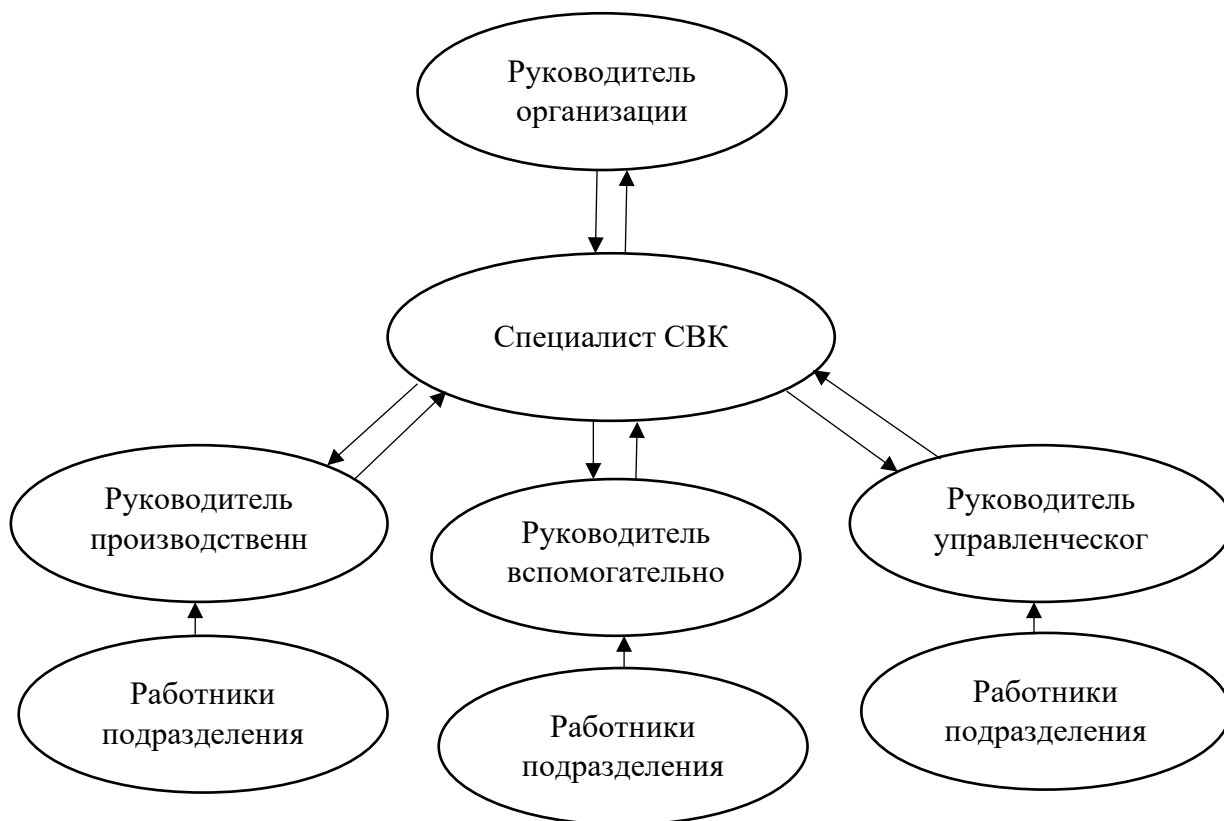 Руководитель
организации
Специалист СВК
Руководитель
производственн
Руководитель
вспомогательно
Руководитель
управленческог
Работники
подразделения
Работники
подразделения
Работники
подразделения